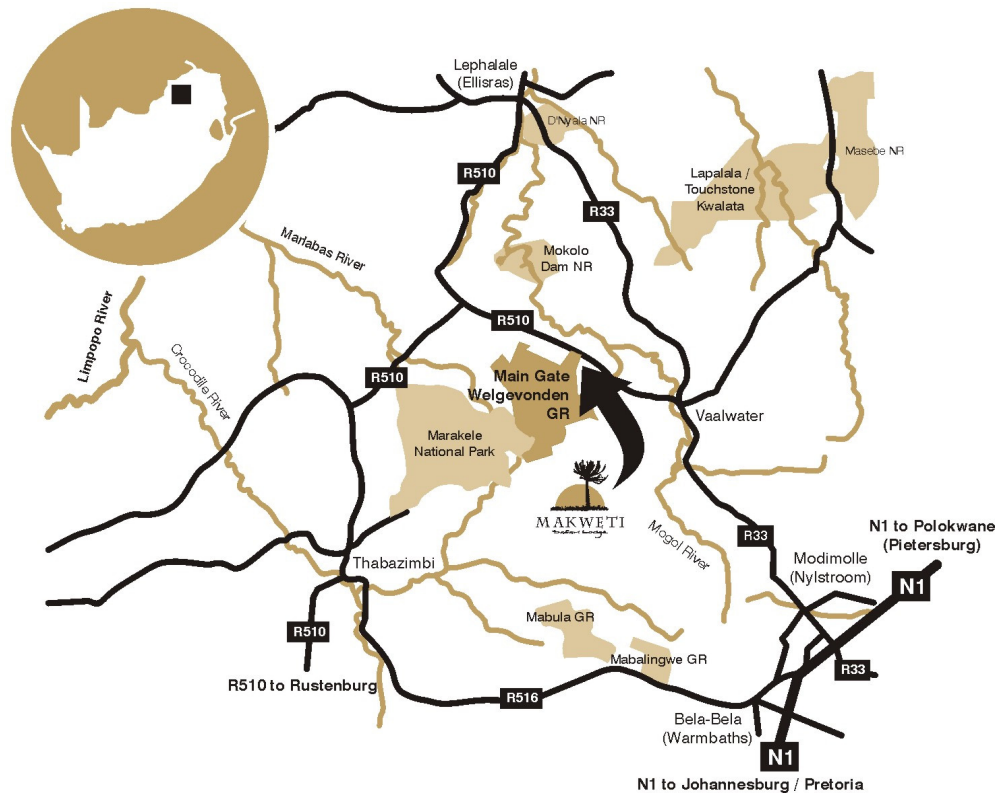 Lephalale
(Ellisras)
D'Nyala NR
Masebe NR
R510
Lapalala /
Touchstone
Kwalata
R33
Marlabas River
Mokolo
Dam NR
Limpopo River
R510
Crocodile River
R510
Main Gate
Welgevonden
GR
Vaalwater
Marakele
National Park
MAKWETI
Safari Lodge
N1 to Polokwane
(Pietersburg)
R33
Mogol River
Modimolle
(Nylstroom)
Thabazimbi
N1
Mabula GR
R510
Mabalingwe GR
R33
R510 to Rustenburg
R516
Bela-Bela
(Warmbaths)
N1
N1 to Johannesburg / Pretoria